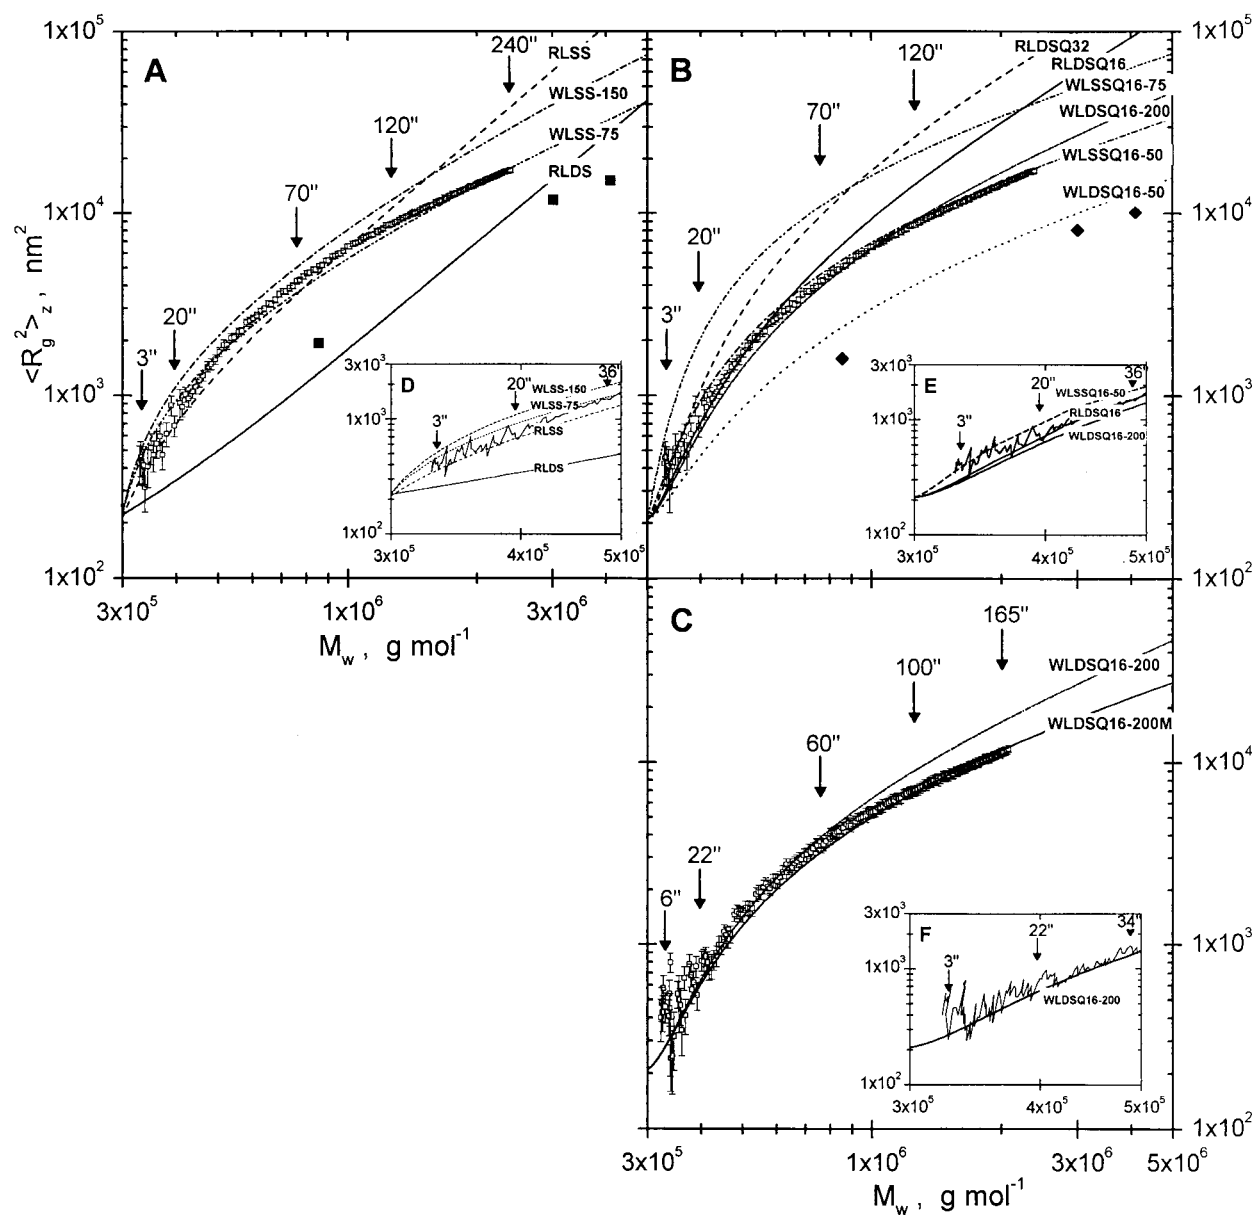 1x10^5
1x10^4
1x10^3
1x10^2
<R_g^2>_z , nm^2
A
3"
20"
70"
120"
240"
RLSS
WLSS-150
WLSS-75
RLDS
3x10^5
1x10^6
3x10^6
M_w , g mol^-1
D
3x10^3
1x10^3
1x10^2
3"
20"
36"
WLSS-150
WLSS-75
RLSS
RLDS
3x10^5
4x10^5
5x10^5
B
3"
20"
70"
120"
RLDSQ32
RLDSQ16
WLSSQ16-75
WLDSQ16-200
WLSSQ16-50
WLDSQ16-50
1x10^5
1x10^4
1x10^3
1x10^2
E
3x10^3
1x10^3
1x10^2
3"
20"
36"
WLSSQ16-50
RLDSQ16
WLDSQ16-200
3x10^5
4x10^5
5x10^5
C
6"
22"
60"
100"
165"
WLDSQ16-200
WLDSQ16-200M
1x10^4
1x10^3
1x10^2
F
3x10^3
1x10^3
1x10^2
3"
22"
34"
WLDSQ16-200
3x10^5
4x10^5
5x10^5
3x10^5
1x10^6
3x10^6
5x10^6
M_w , g mol^-1